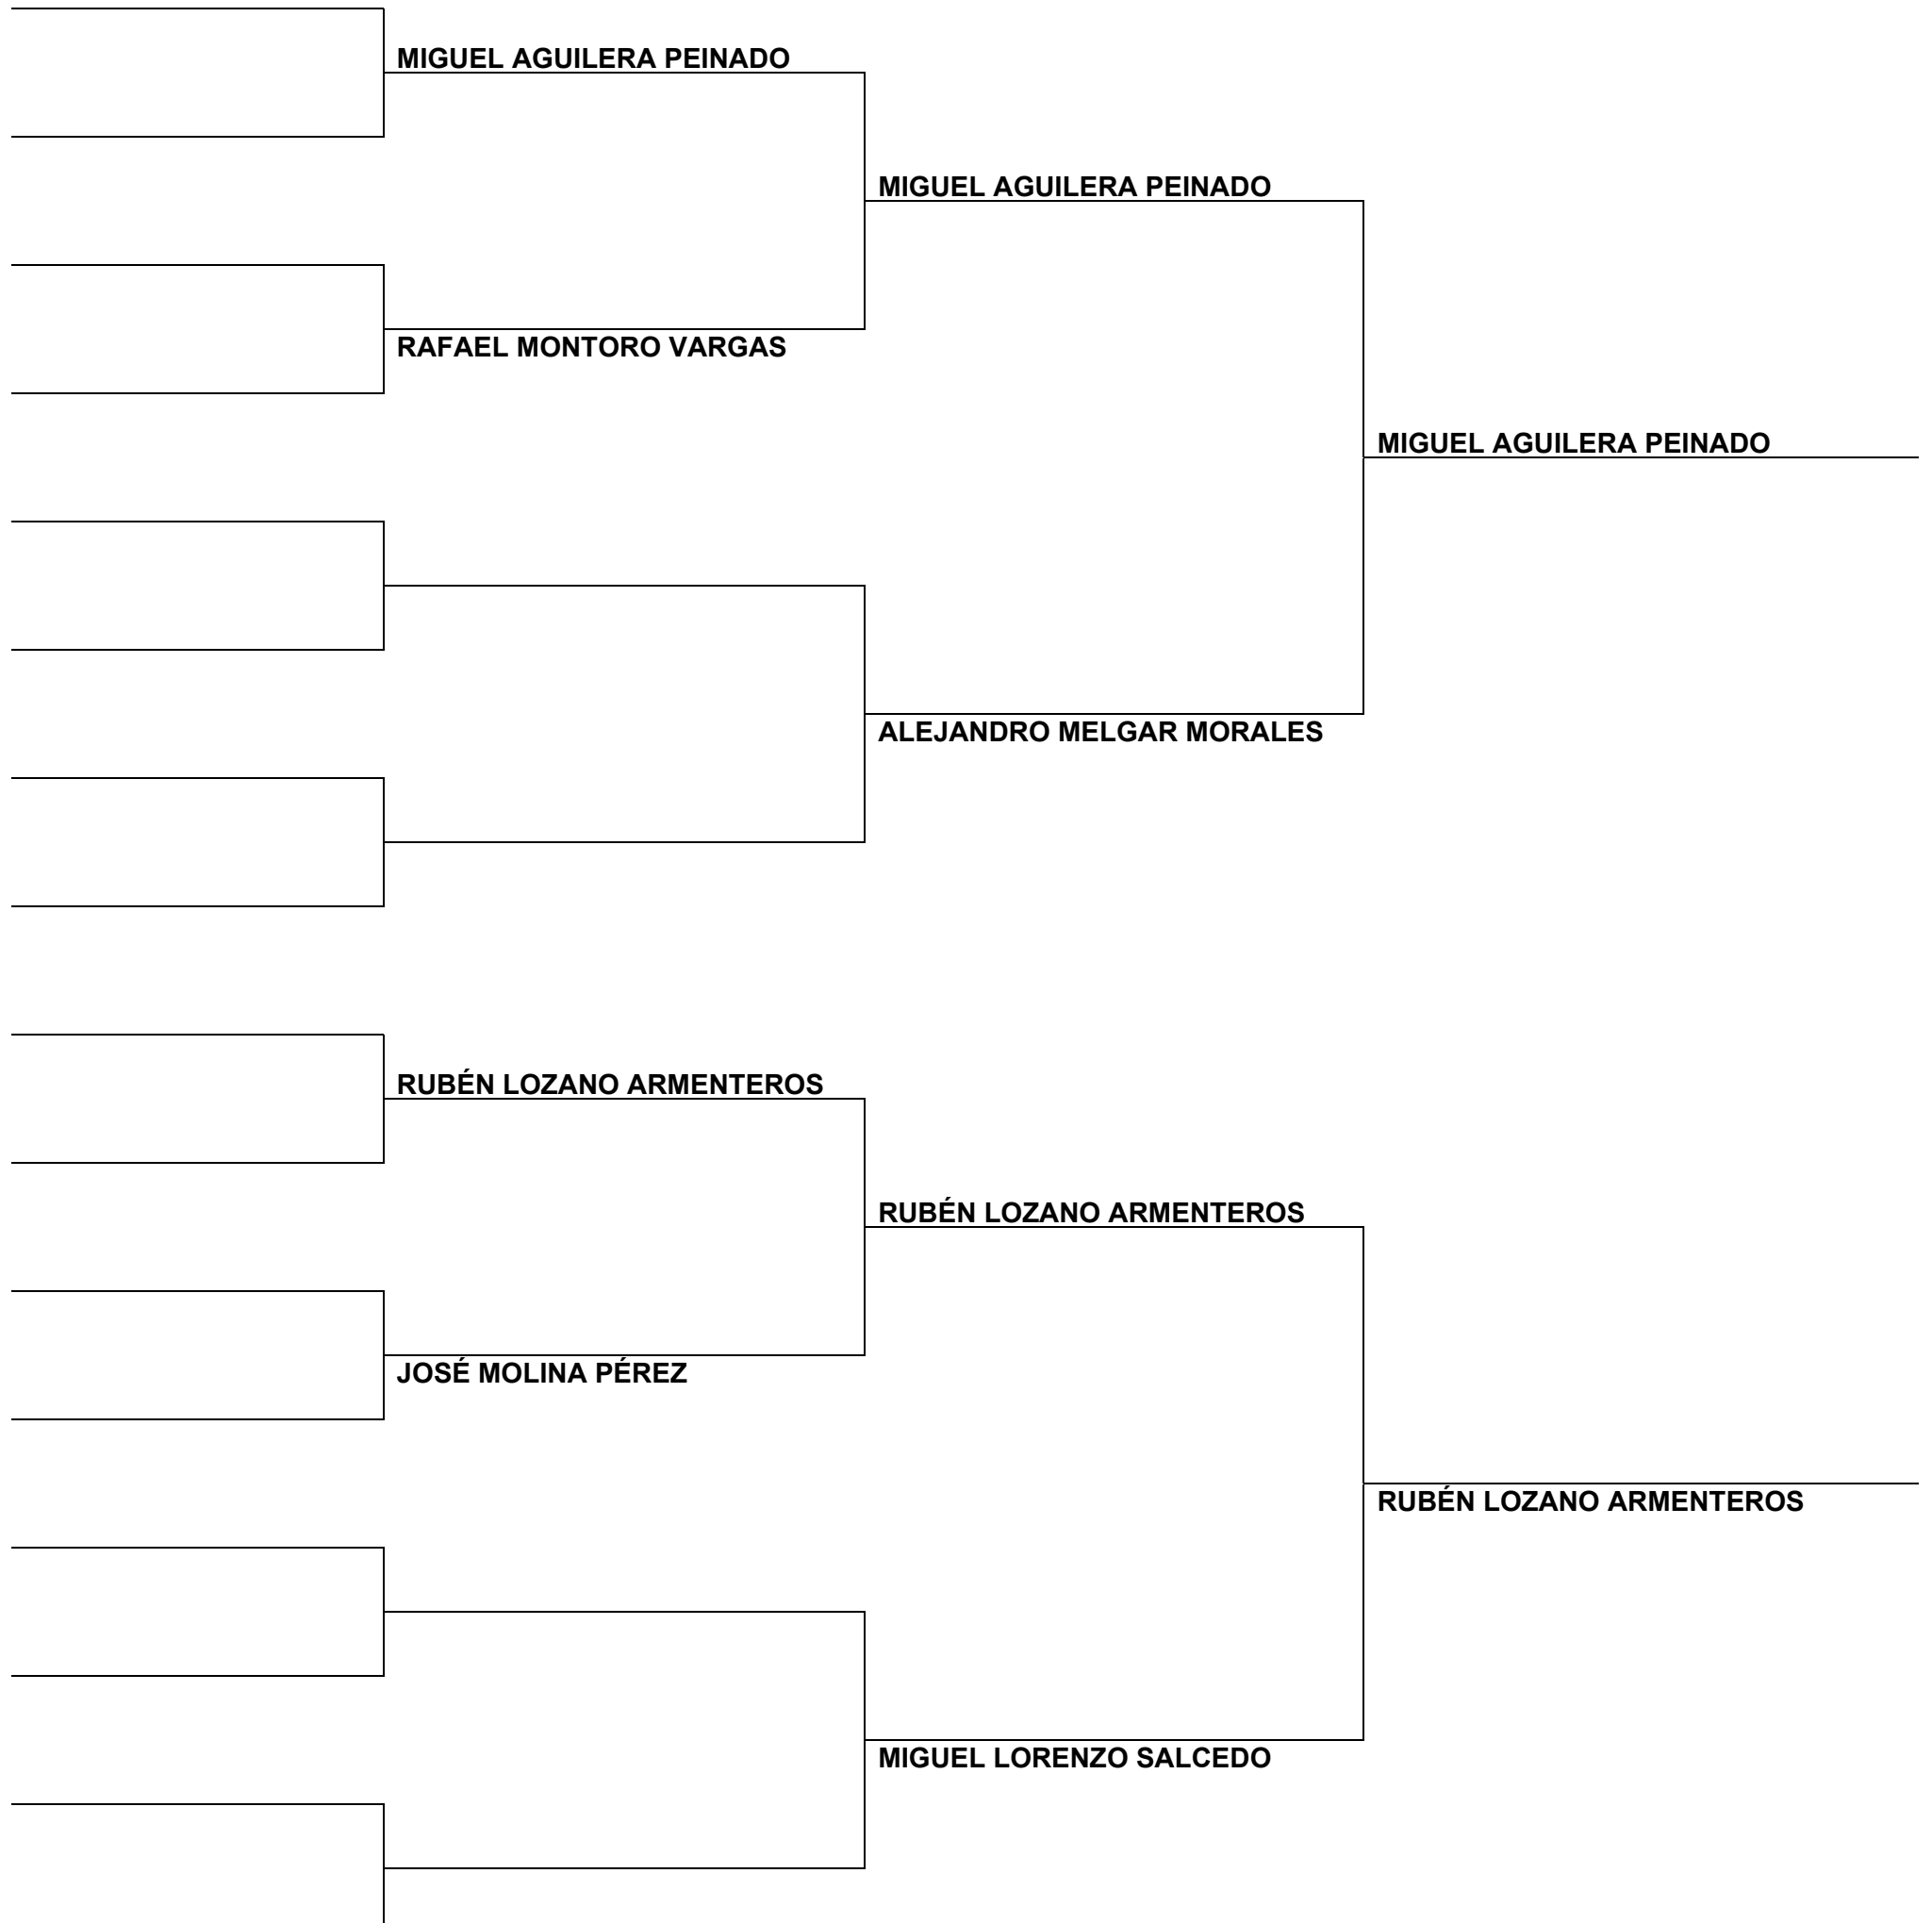 MIGUEL AGUILERA PEINADO
MIGUEL AGUILERA PEINADO
RAFAEL MONTORO VARGAS
MIGUEL AGUILERA PEINADO
ALEJANDRO MELGAR MORALES
RUBÉN LOZANO ARMENTEROS
RUBÉN LOZANO ARMENTEROS
JOSÉ MOLINA PÉREZ
RUBÉN LOZANO ARMENTEROS
MIGUEL LORENZO SALCEDO